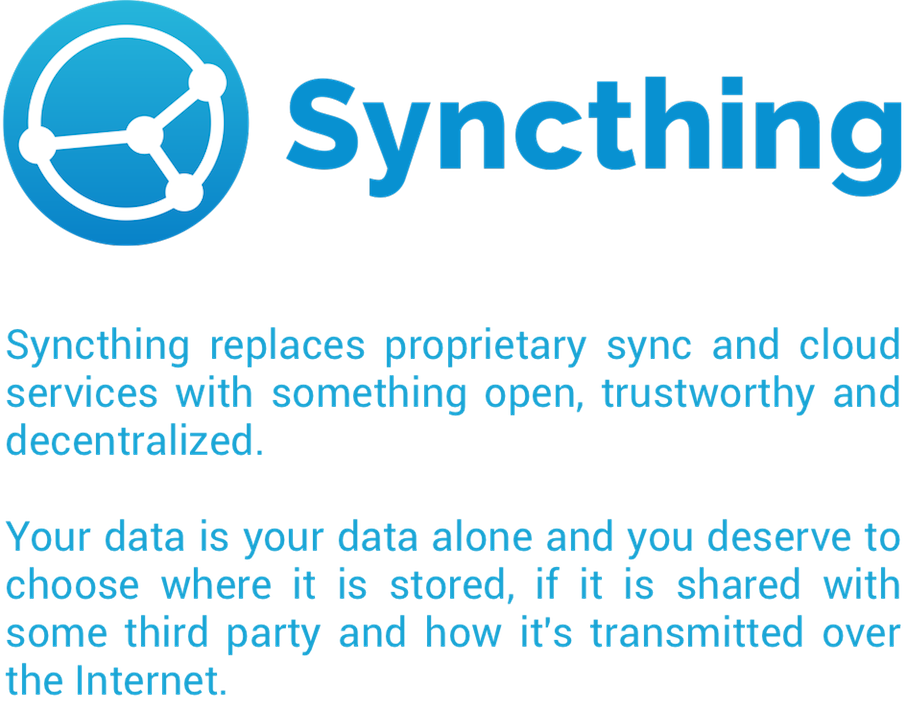 Syncthing
Syncthing replaces proprietary sync and cloud
services with something open, trustworthy and
decentralized.
Your data is your data alone and you deserve to
choose where it is stored, if it is shared with
some third party and how it's transmitted over
the Internet.